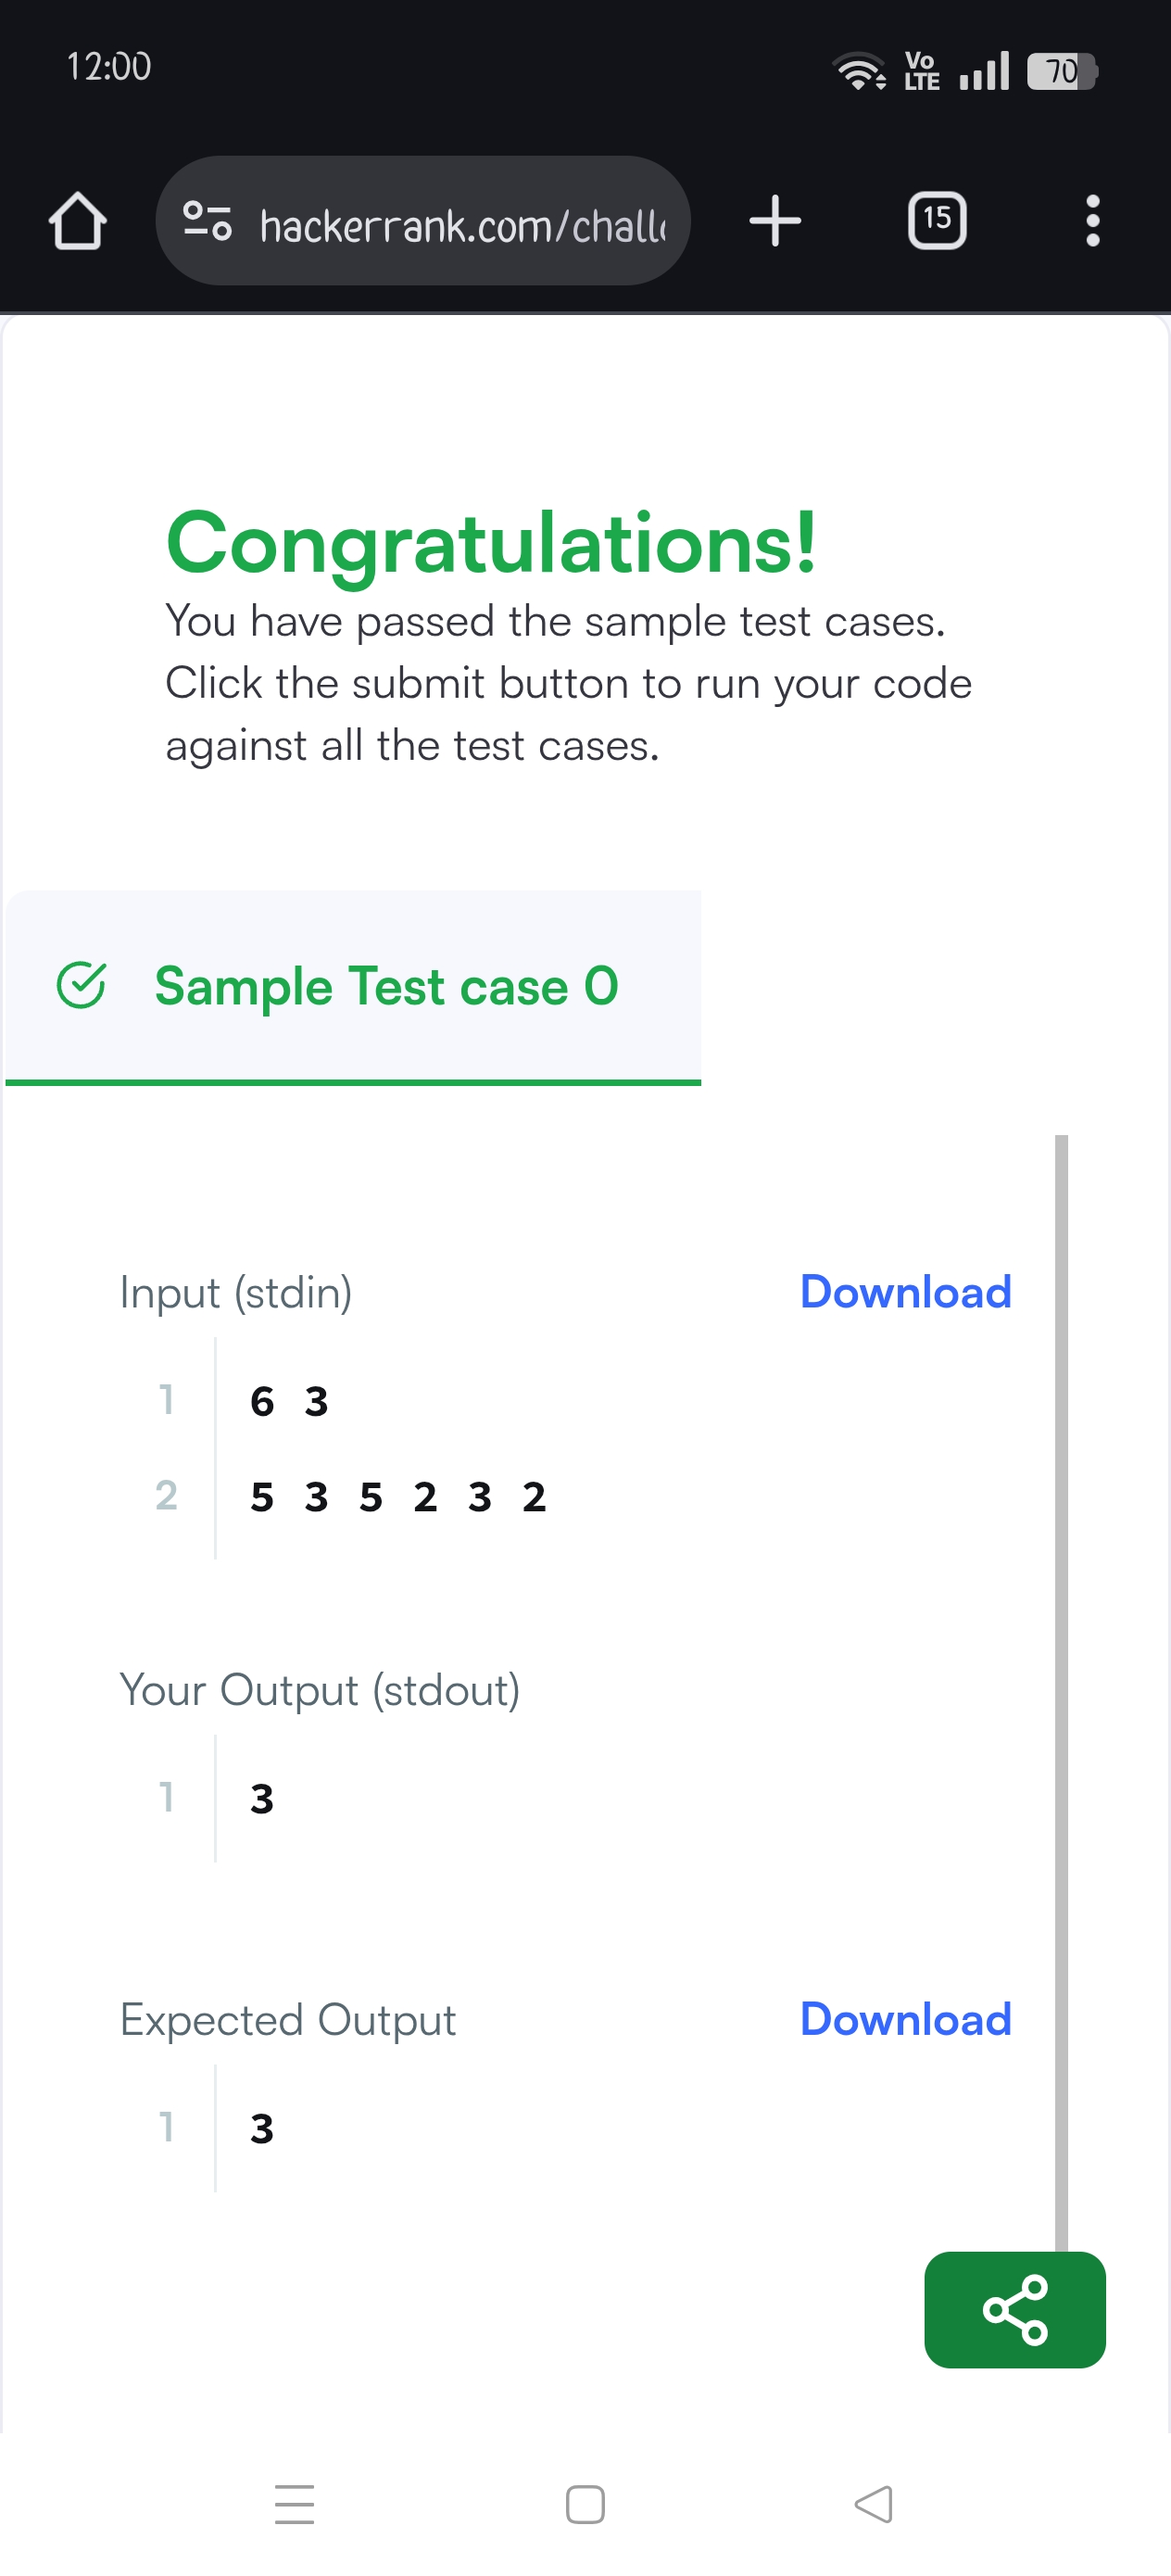 12:00
Vo
LTE
70
hackerrank.com/chall
15
Congratulations!
You have passed the sample test cases.
Click the submit button to run your code
against all the test cases.
Sample Test case 0
Input (stdin)
Download
1
6 3
2
5 3 5 2 3 2
Your Output (stdout)
1
3
Expected Output
Download
1
3